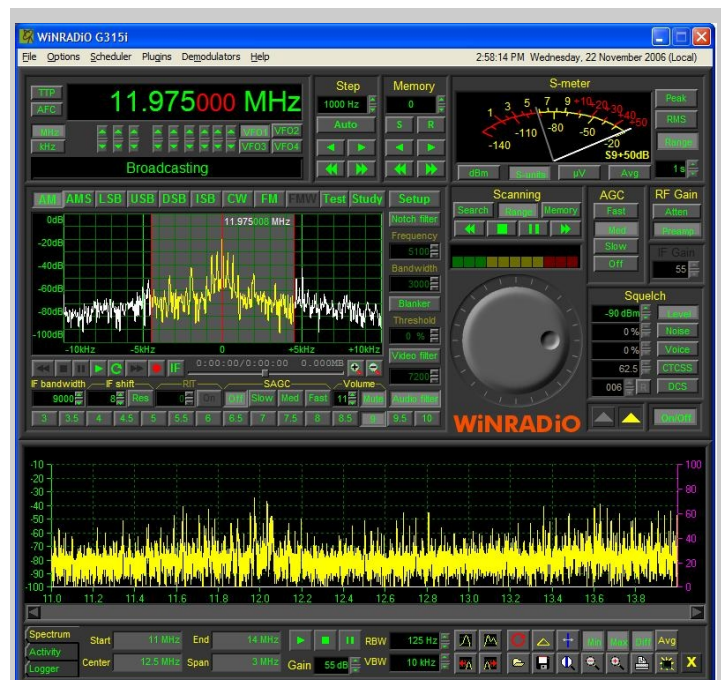 WiNRADiO G315i
File Options Scheduler Plugins Demodulators Help 2:58:14 PM Wednesday, 22 November 2006 (Local)
TTP
AFC
11.975000 MHz
MHz
kHz
VFO1 VFO2
VFO3 VFO4
Broadcasting
Step
1000 Hz
Auto
Memory
0
S R
S-meter
1 3 5 7 9 +10 +20 +30 +40 +50
-140 -110 -80 -50 -20
S9+50dB
dBm S-units µV Avg
Peak
RMS
Range
1 s
AM AMS LSB USB DSB ISB CW FM FMW Test Study Setup
11.975008 MHz
0dB
-20dB
-40dB
-60dB
-80dB
-100dB
-10kHz -5kHz 0 +5kHz +10kHz
Notch filter
Frequency
5100
Bandwidth
3000
Blanker
Threshold
0 %
Video filter
7200
Audio filter
IF 0:00:00/0:00:00 0.000MB
IF bandwidth IF shift RIT SAGC Volume
9000 8 Res 0 On Off Slow Med Fast 11 Mute
3 3.5 4 4.5 5 5.5 6 6.5 7 7.5 8 8.5 9 9.5 10
Scanning
Search Range Memory
AGC
Fast
Med
Slow
Off
RF Gain
Atten
Preamp
IF Gain
55
WiNRADiO
Squelch
-90 dBm Level
0 % Noise
0 % Voice
62.5 CTCSS
006 DCS
On/Off
-10
-20
-30
-40
-50
-60
-70
-80
-90
-100
100
80
60
40
20
0
11.0 11.2 11.4 11.6 11.8 12.0 12.2 12.4 12.6 12.8 13.0 13.2 13.4 13.6 13.8
Spectrum
Activity
Logger
Start 11 MHz End 14 MHz RBW 125 Hz Min Max Diff Avg
Center 12.5 MHz Span 3 MHz Gain 55 dB VBW 10 kHz X